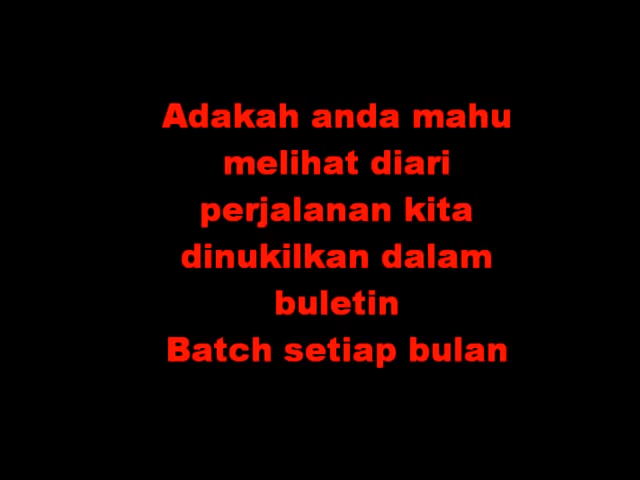 Adakah anda mahu
melihat diari
perjalanan kita
dinukilkan dalam
buletin
Batch setiap bulan